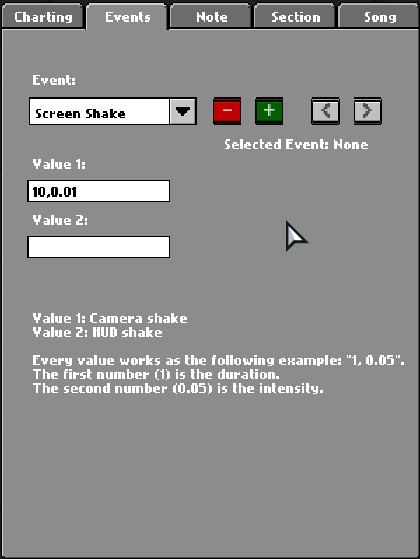 Charting Events Note Section Song
Event:
Screen Shake - + < >
Selected Event: None
Value 1:
10,0.01
Value 2:
Value 1: Camera shake
Value 2: HUD shake
Every value works as the following example: "1, 0.05".
The first number (1) is the duration.
The second number (0.05) is the intensity.